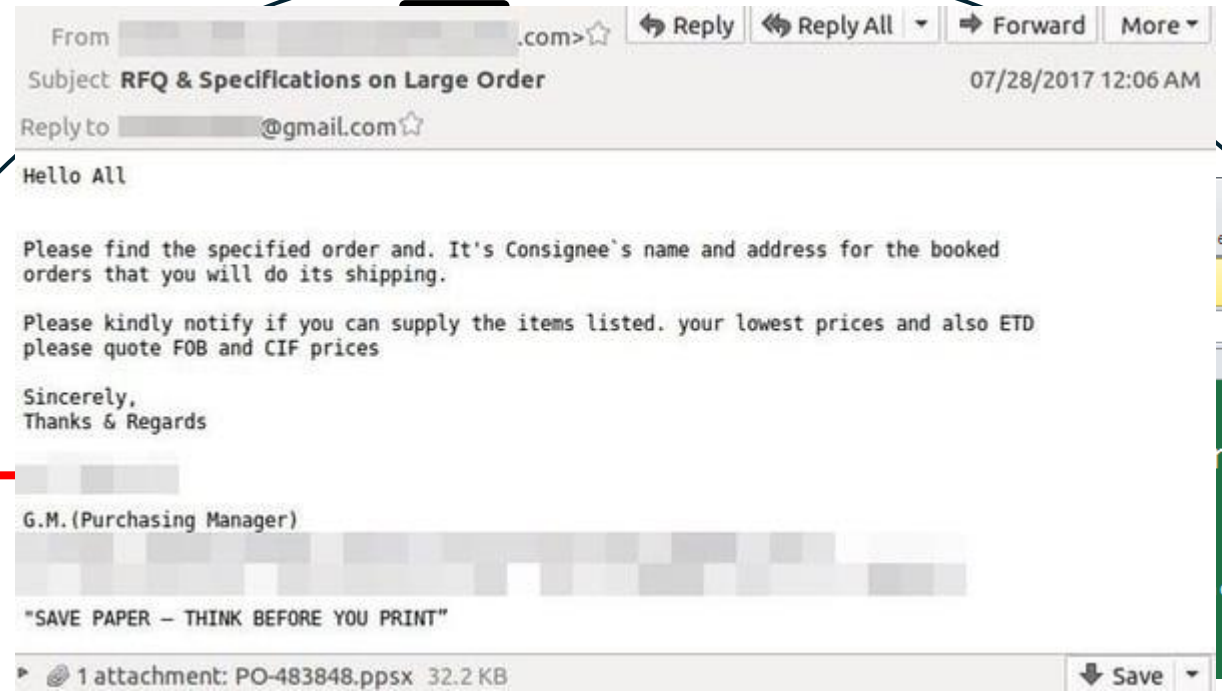 From .com>
Reply Reply All Forward More
Subject RFQ & Specifications on Large Order 07/28/2017 12:06 AM
Reply to @gmail.com
Hello All
Please find the specified order and. It's Consignee`s name and address for the booked
orders that you will do its shipping.
Please kindly notify if you can supply the items listed. your lowest prices and also ETD
please quote FOB and CIF prices
Sincerely,
Thanks & Regards
G.M.(Purchasing Manager)
"SAVE PAPER – THINK BEFORE YOU PRINT”
1 attachment: PO-483848.ppsx 32.2 KB Save